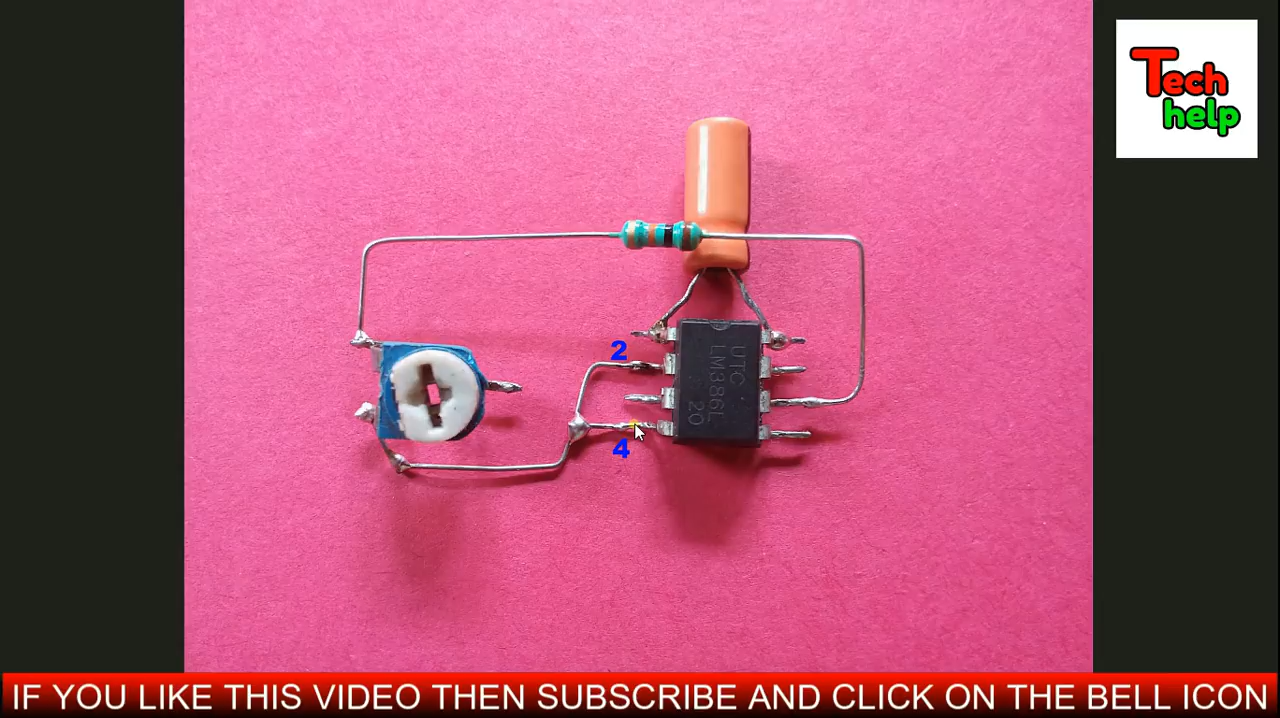 Tech
help
2
UTC
LM386L
20
4
IF YOU LIKE THIS VIDEO THEN SUBSCRIBE AND CLICK ON THE BELL ICON